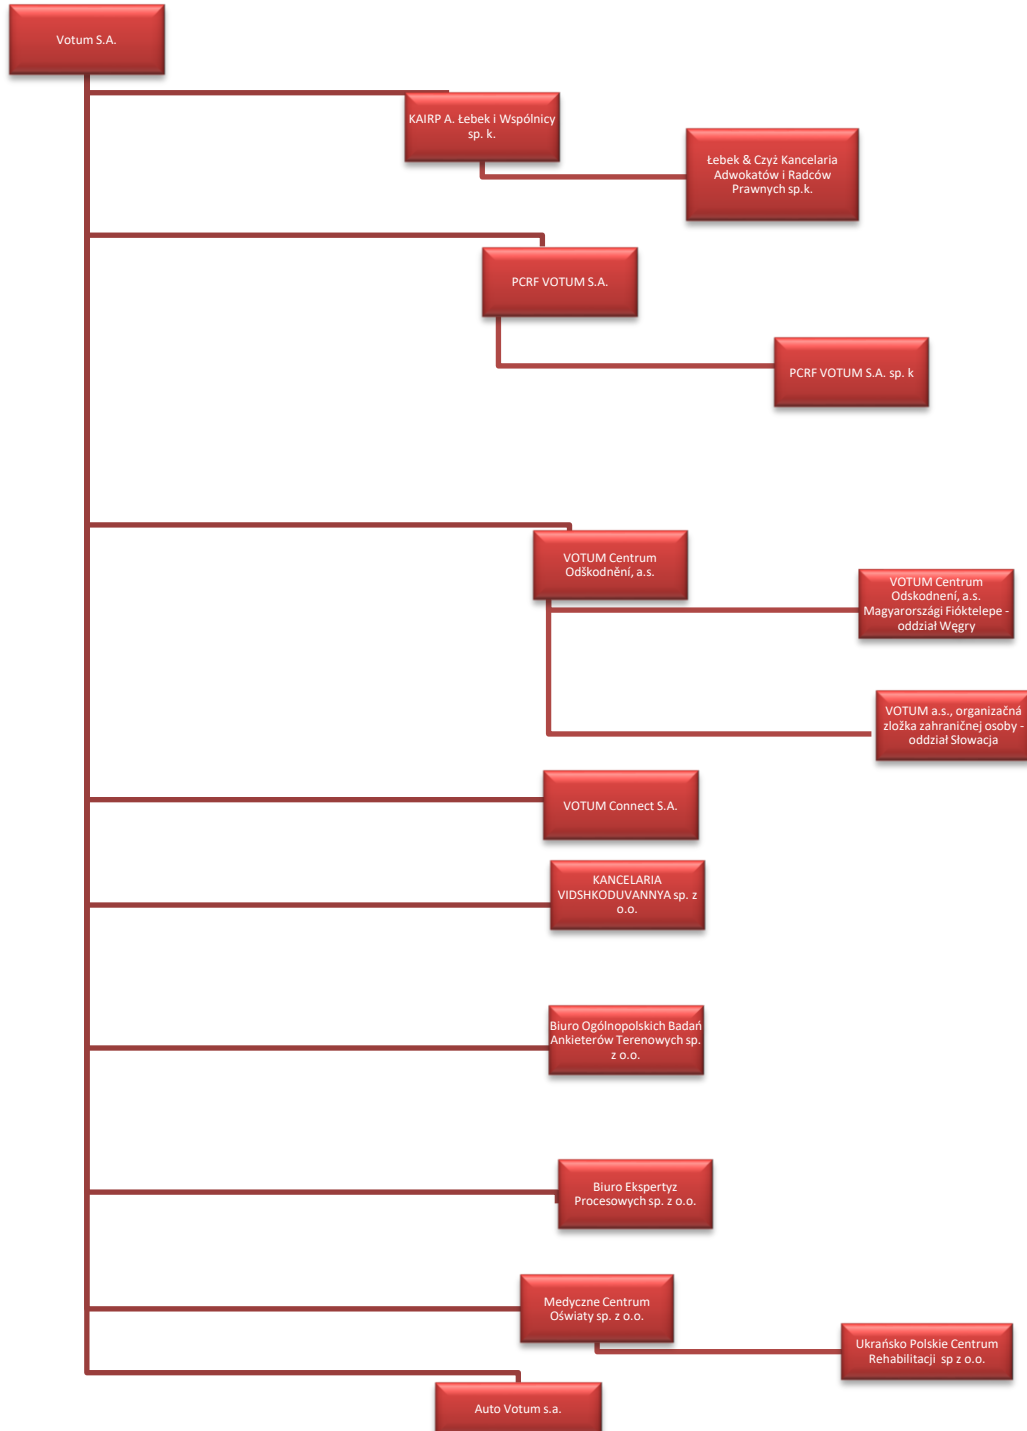 Votum S.A.
KAIRP A. Łebek i Wspólnicy
sp. k.
Łebek & Czyż Kancelaria
Adwokatów i Radców
Prawnych sp.k.
PCRF VOTUM S.A.
PCRF VOTUM S.A. sp. k
VOTUM Centrum
Odškodnění, a.s.
VOTUM Centrum
Odskodnení, a.s.
Magyarországi Fióktelepe -
oddział Węgry
VOTUM a.s., organizačná
zložka zahraničnej osoby -
oddział Słowacja
VOTUM Connect S.A.
KANCELARIA
VIDSHKODUVANNYA sp. z
o.o.
Biuro Ogólnopolskich Badań
Ankieterów Terenowych sp.
z o.o.
Biuro Ekspertyz
Procesowych sp. z o.o.
Medyczne Centrum
Oświaty sp. z o.o.
Ukrańsko Polskie Centrum
Rehabilitacji  sp z o.o.
Auto Votum s.a.